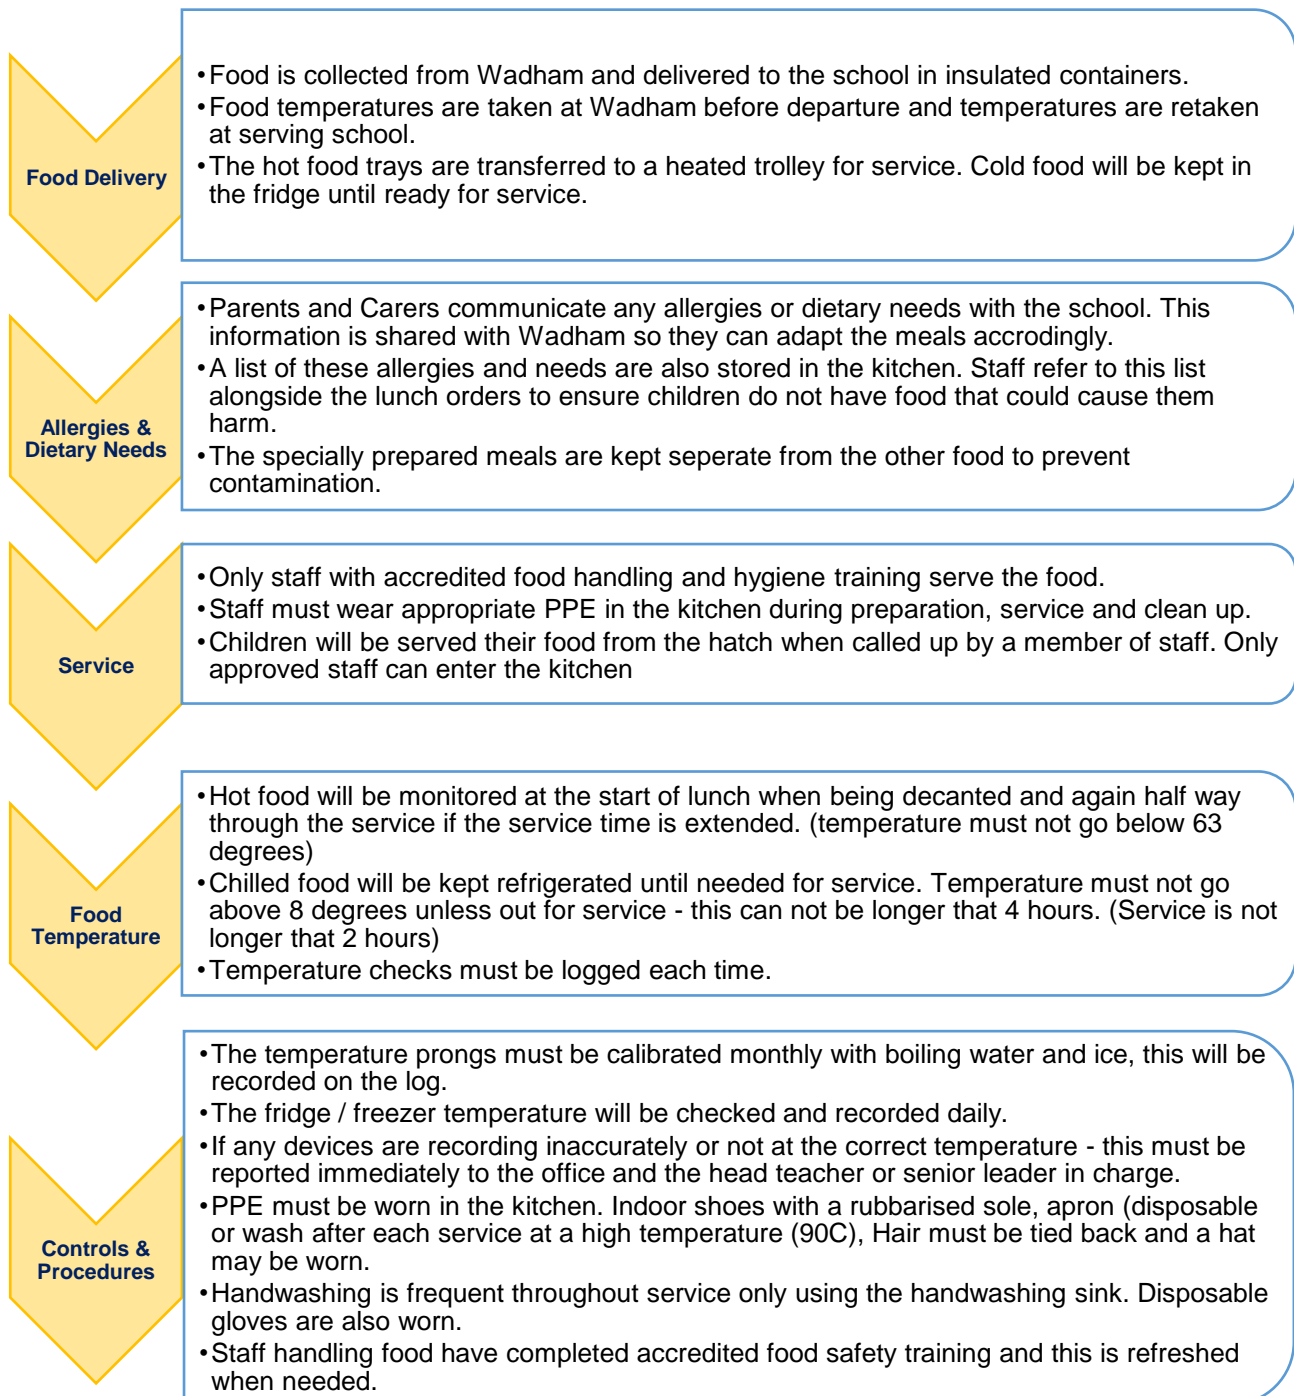 Food Delivery
•Food is collected from Wadham and delivered to the school in insulated containers.
•Food temperatures are taken at Wadham before departure and temperatures are retaken
at serving school.
•The hot food trays are transferred to a heated trolley for service. Cold food will be kept in
the fridge until ready for service.
Allergies &
Dietary Needs
•Parents and Carers communicate any allergies or dietary needs with the school. This
information is shared with Wadham so they can adapt the meals accrodingly.
•A list of these allergies and needs are also stored in the kitchen. Staff refer to this list
alongside the lunch orders to ensure children do not have food that could cause them
harm.
•The specially prepared meals are kept seperate from the other food to prevent
contamination.
Service
•Only staff with accredited food handling and hygiene training serve the food.
•Staff must wear appropriate PPE in the kitchen during preparation, service and clean up.
•Children will be served their food from the hatch when called up by a member of staff. Only
approved staff can enter the kitchen
Food
Temperature
•Hot food will be monitored at the start of lunch when being decanted and again half way
through the service if the service time is extended. (temperature must not go below 63
degrees)
•Chilled food will be kept refrigerated until needed for service. Temperature must not go
above 8 degrees unless out for service - this can not be longer that 4 hours. (Service is not
longer that 2 hours)
•Temperature checks must be logged each time.
Controls &
Procedures
•The temperature prongs must be calibrated monthly with boiling water and ice, this will be
recorded on the log.
•The fridge / freezer temperature will be checked and recorded daily.
•If any devices are recording inaccurately or not at the correct temperature - this must be
reported immediately to the office and the head teacher or senior leader in charge.
•PPE must be worn in the kitchen. Indoor shoes with a rubbarised sole, apron (disposable
or wash after each service at a high temperature (90C), Hair must be tied back and a hat
may be worn.
•Handwashing is frequent throughout service only using the handwashing sink. Disposable
gloves are also worn.
•Staff handling food have completed accredited food safety training and this is refreshed
when needed.